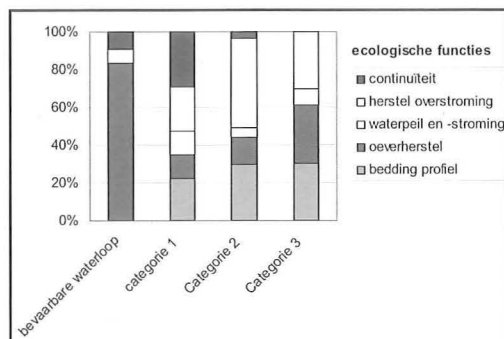 100%
80%
60%
40%
20%
0%
bevaarbare waterloop
categorie 1
Categorie 2
Categorie 3
ecologische functies
continuïteit
herstel overstroming
waterpeil en -stroming
oeverherstel
bedding profiel